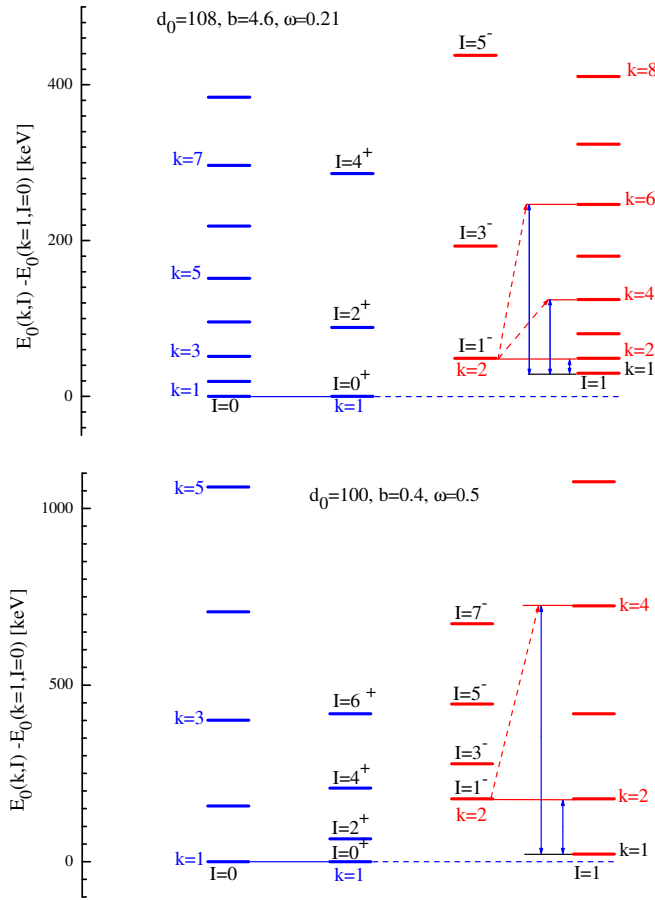 d₀=108, b=4.6, ω=0.21
I=5⁻
k=8
400
k=7
I=4⁺
E₀(k,I) -E₀(k=1,I=0) [keV]
k=6
200
I=3⁻
k=5
k=4
I=2⁺
k=3
I=1⁻
k=2
k=2
k=1
0
k=1
I=0⁺
I=1
I=0
k=1
1000
k=5
d₀=100, b=0.4, ω=0.5
E₀(k,I) -E₀(k=1,I=0) [keV]
I=7⁻
k=4
500
k=3
I=6⁺
I=5⁻
I=3⁻
I=4⁺
I=1⁻
k=2
k=2
I=2⁺
0
k=1
I=0⁺
k=1
I=0
k=1
I=1